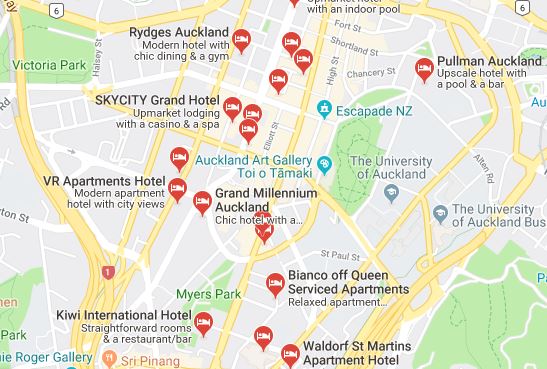 Upmarket hotel
with an indoor pool
6
6
Fort St
Rydges Auckland
Modern hotel with
chic dining & a gym
Shortland St
Halsey St
Victoria Park
High St
Chancery St
Pullman Auckland
Upscale hotel with
a pool & a bar
SKYCITY Grand Hotel
Upmarket lodging
with a casino & a spa
Escapade NZ
Elliott St
Auckland Art Gallery
Toi o Tāmaki
The University
of Auckland
Alten Rd
Rd
VR Apartments Hotel
Modern apartment
hotel with city views
Grand Millennium
Auckland
Chic hotel with a...
The University
of Auckland Bus
St
St Paul St
1
Myers Park
Bianco off Queen
Serviced Apartments
Relaxed apartment...
Kiwi International Hotel
Straightforward rooms
& a restaurant/bar
Roger Gallery
Sri Pinang
Waldorf St Martins
Apartment Hotel